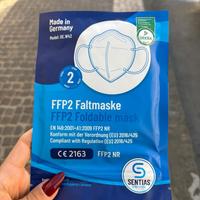 Made in
Germany
2
DEKRA
FFP2 Faltmaske
FFP2 Foldable mask
EN 149:2001+A1:2009 FFP2 NR
Konform mit der Verordnung (EU) 2016/425
Compliant with Regulation (EU) 2016/425
CE 2163 FFP2 NR
S
SENTIAS